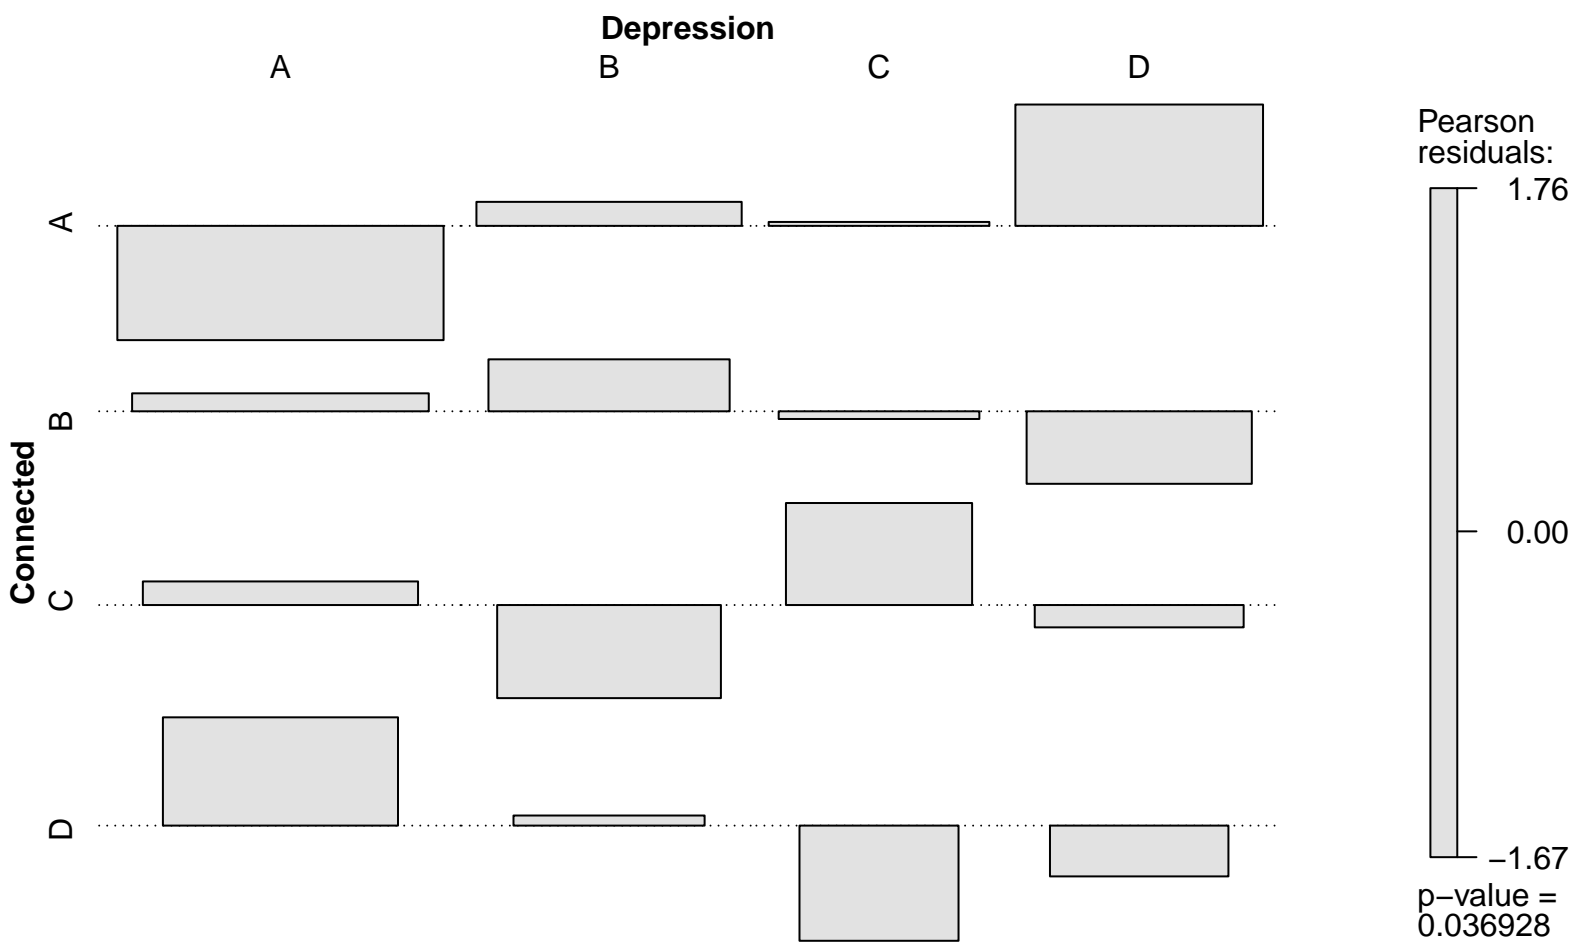 Depression
A B C D
Pearson
residuals:
1.76
A
B
Connected
0.00
C
D
−1.67
p−value =
0.036928